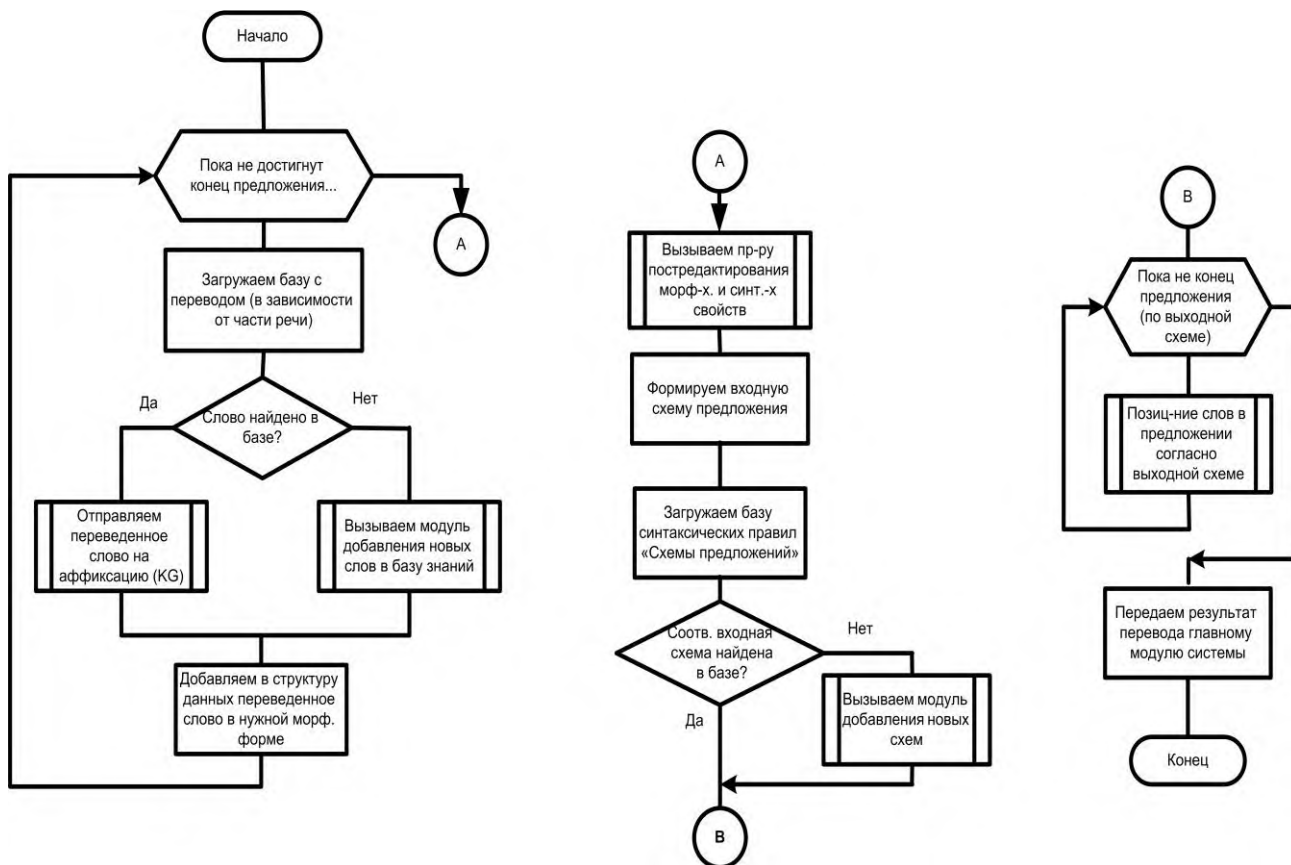 Начало
Пока не достигнут
конец предложения...
А
Загружаем базу с
переводом (в зависимости
от части речи)
Да
Нет
Слово найдено в
базе?
Отправляем
переведенное
слово на
аффиксацию (KG)
Вызываем модуль
добавления новых
слов в базу знаний
Добавляем в структуру
данных переведенное
слово в нужной морф.
форме
А
Вызываем пр-ру
постредактирования
морф-х. и синт.-х
свойств
Формируем входную
схему предложения
Загружаем базу
синтаксических правил
«Схемы предложений»
Соотв. входная
схема найдена
в базе?
Нет
Да
Вызываем модуль
добавления новых
схем
В
В
Пока не конец
предложения
(по выходной
схеме)
Позиц-ние слов в
предложении
согласно
выходной схеме
Передаем результат
перевода главному
модулю системы
Конец